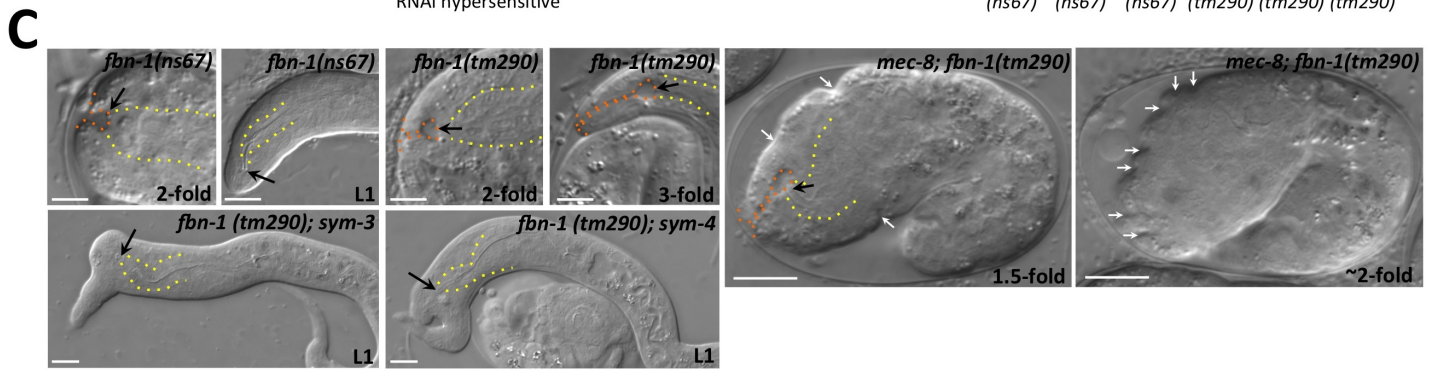 RNAi hypersensitive
(ns67) (ns67) (ns67) (tm290) (tm290) (tm290)
C
fbn-1(ns67)
2-fold
fbn-1(ns67)
L1
fbn-1(tm290)
2-fold
fbn-1(tm290)
3-fold
mec-8; fbn-1(tm290)
1.5-fold
mec-8; fbn-1(tm290)
~2-fold
fbn-1 (tm290); sym-3
L1
fbn-1 (tm290); sym-4
L1